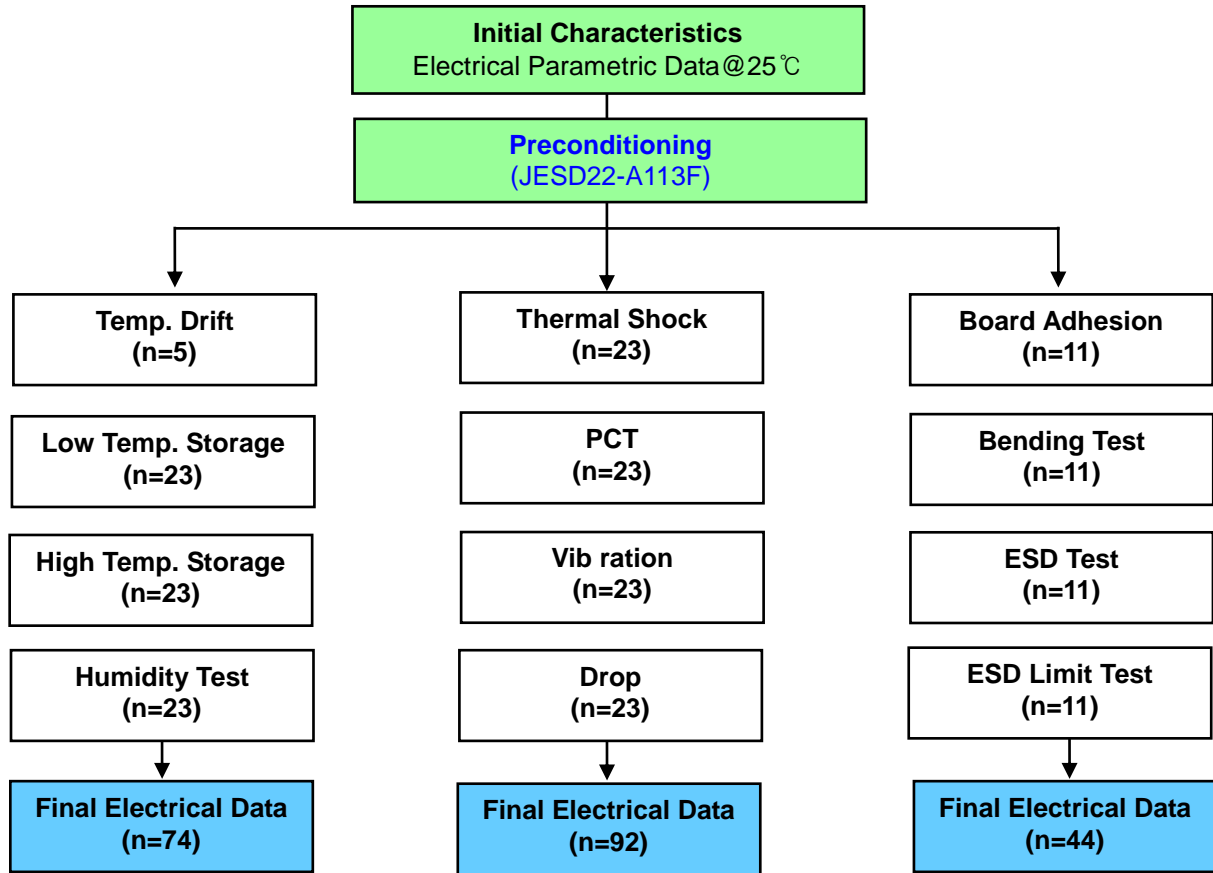 Initial Characteristics
Electrical Parametric Data@25℃
Preconditioning
(JESD22-A113F)
Temp. Drift
(n=5)
Low Temp. Storage
(n=23)
High Temp. Storage
(n=23)
Humidity Test
(n=23)
Final Electrical Data
(n=74)
Thermal Shock
(n=23)
PCT
(n=23)
Vib ration
(n=23)
Drop
(n=23)
Final Electrical Data
(n=92)
Board Adhesion
(n=11)
Bending Test
(n=11)
ESD Test
(n=11)
ESD Limit Test
(n=11)
Final Electrical Data
(n=44)